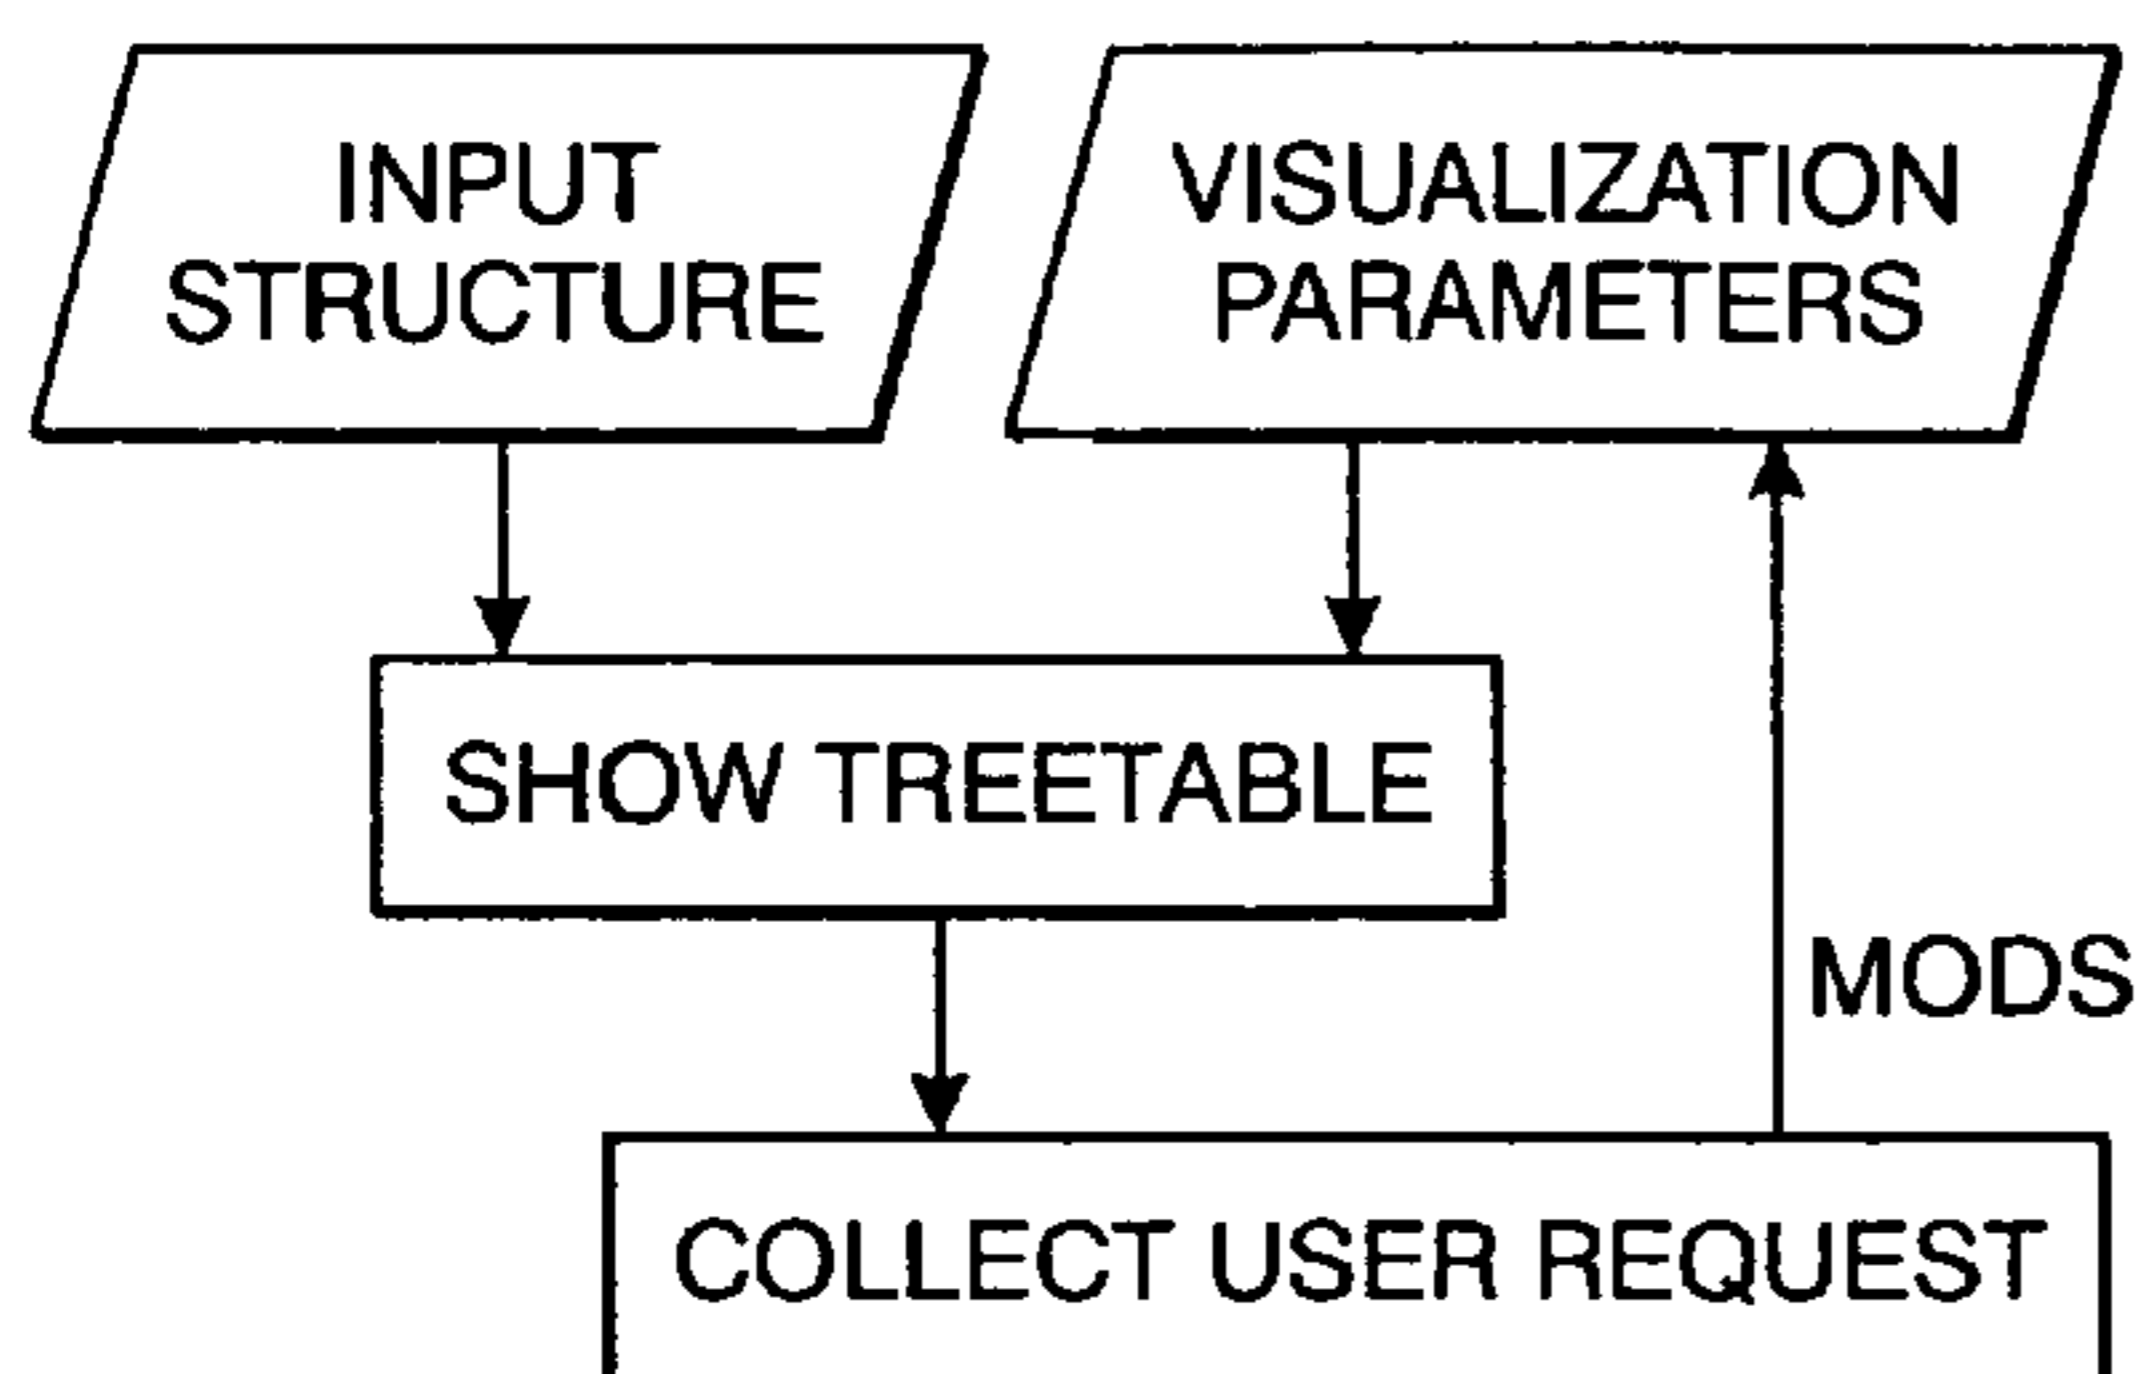 INPUT
STRUCTURE
VISUALIZATION
PARAMETERS
SHOW TREETABLE
MODS
COLLECT USER REQUEST